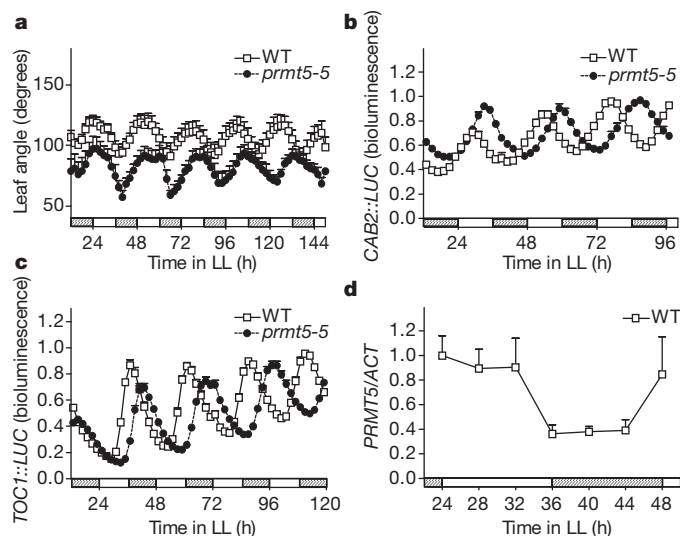 a
WT
prmt5-5
Leaf angle (degrees)
150
100
50
24 48 72 96 120 144
Time in LL (h)
b
WT
prmt5-5
CAB2::LUC (bioluminescence)
1.2
1.0
0.8
0.6
0.4
0.2
0.0
24 48 72 96
Time in LL (h)
c
WT
prmt5-5
TOC1::LUC (bioluminescence)
1.2
1.0
0.8
0.6
0.4
0.2
0.0
24 48 72 96 120
Time in LL (h)
d
WT
PRMT5/ACT
1.2
1.0
0.8
0.6
0.4
0.2
0.0
24 28 32 36 40 44 48
Time in LL (h)